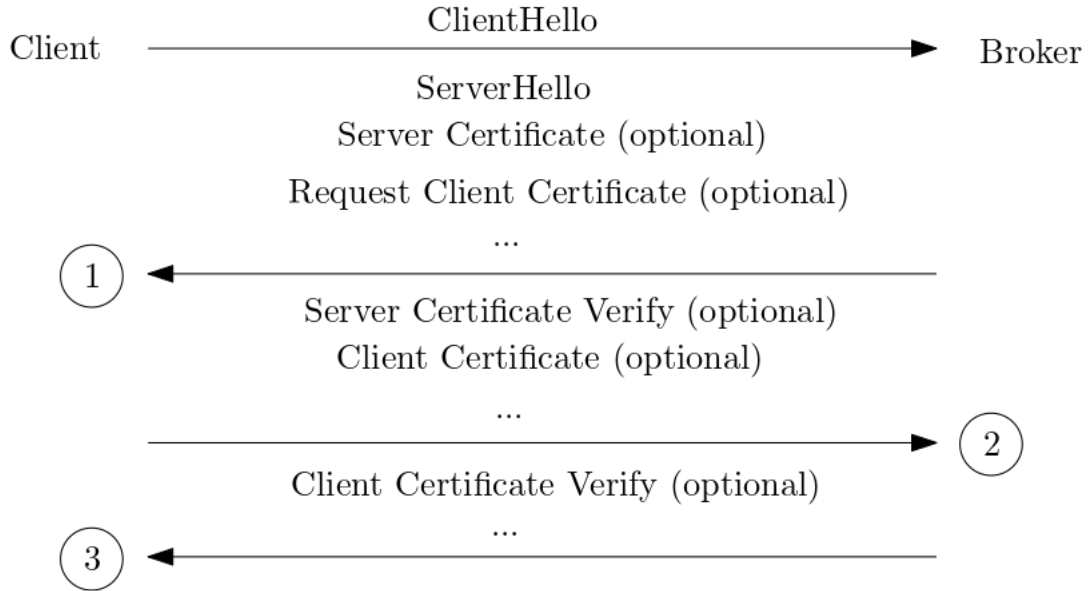 ClientHello
Client
Broker
ServerHello
Server Certificate (optional)
Request Client Certificate (optional)
...
1
Server Certificate Verify (optional)
Client Certificate (optional)
...
2
Client Certificate Verify (optional)
...
3